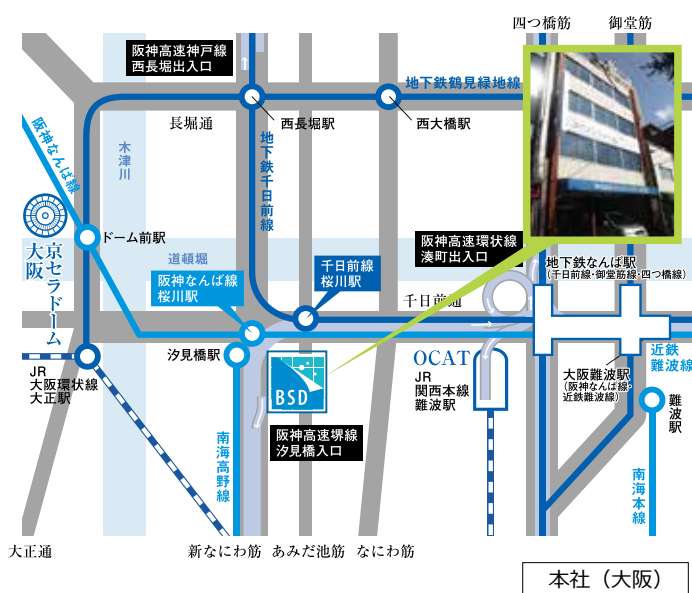 四つ橋筋
御堂筋
阪神高速神戸線
西長堀出入口
地下鉄鶴見緑地線
阪神なんば線
長堀通
西長堀駅
西大橋駅
木津川
地下鉄千日前線
ドーム前駅
京セラドーム
大阪
道頓堀
阪神高速環状線
湊町出入口
千日前線
桜川駅
地下鉄なんば駅
(千日前線・御堂筋線・四つ橋線)
阪神なんば線
桜川駅
千日前通
汐見橋駅
OCAT
JR
関西本線
難波駅
近鉄
難波線
JR
大阪環状線
大正駅
BSD
大阪難波駅
(阪神なんば線・
近鉄難波線)
難波駅
阪神高速堺線
汐見橋入口
南海高野線
南海本線
大正通
新なにわ筋
あみだ池筋
なにわ筋
本社（大阪）